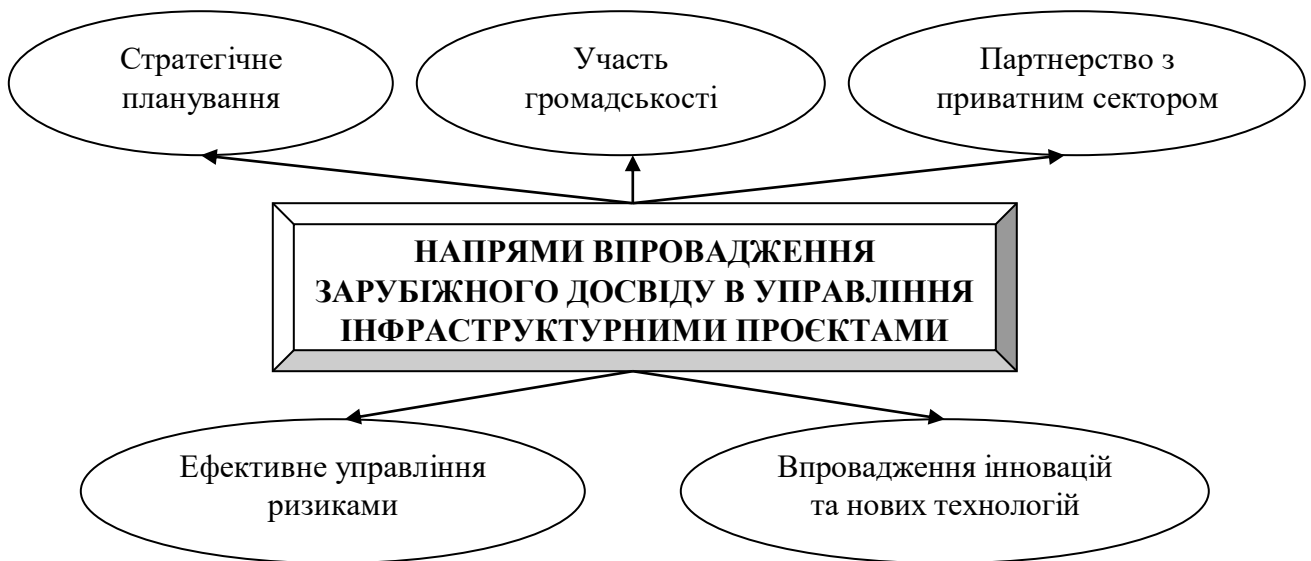 Стратегічне
планування
Участь
громадськості
Партнерство з
приватним сектором
НАПРЯМИ ВПРОВАДЖЕННЯ
ЗАРУБІЖНОГО ДОСВІДУ В УПРАВЛІННЯ
ІНФРАСТРУКТУРНИМИ ПРОЄКТАМИ
Ефективне управління
ризиками
Впровадження інновацій
та нових технологій